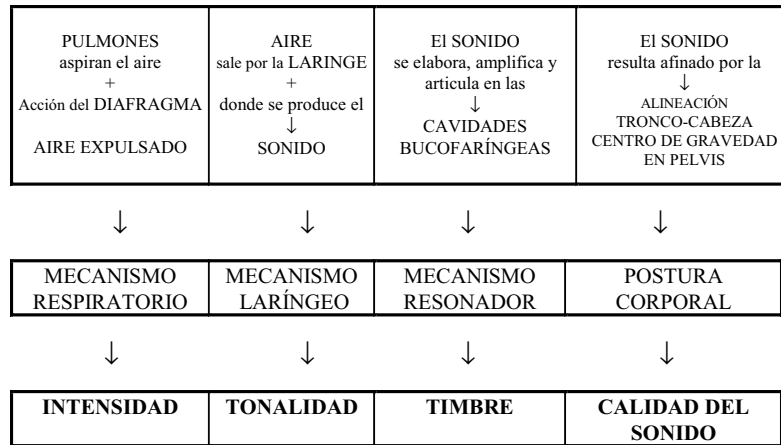 PULMONES
aspiran el aire
+
Acción del DIAFRAGMA
AIRE EXPULSADO
AIRE
sale por la LARINGE
+
donde se produce el
↓
SONIDO
El SONIDO
se elabora, amplifica y
articula en las
↓
CAVIDADES
BUCOFARÍNGEAS
El SONIDO
resulta afinado por la
↓
ALINEACIÓN
TRONCO-CABEZA
CENTRO DE GRAVEDAD
EN PELVIS
↓ ↓ ↓ ↓
MECANISMO
RESPIRATORIO
MECANISMO
LARÍNGEO
MECANISMO
RESONADOR
POSTURA
CORPORAL
↓ ↓ ↓ ↓
INTENSIDAD
TONALIDAD
TIMBRE
CALIDAD DEL
SONIDO